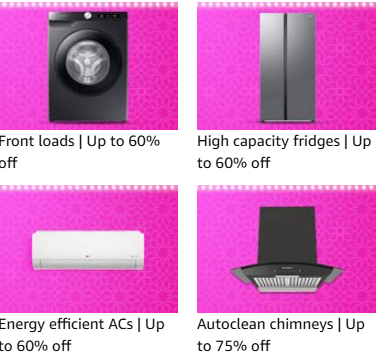 Front loads | Up to 60%
off
High capacity fridges | Up
to 60% off
Energy efficient ACs | Up
to 60% off
Autoclean chimneys | Up
to 75% off